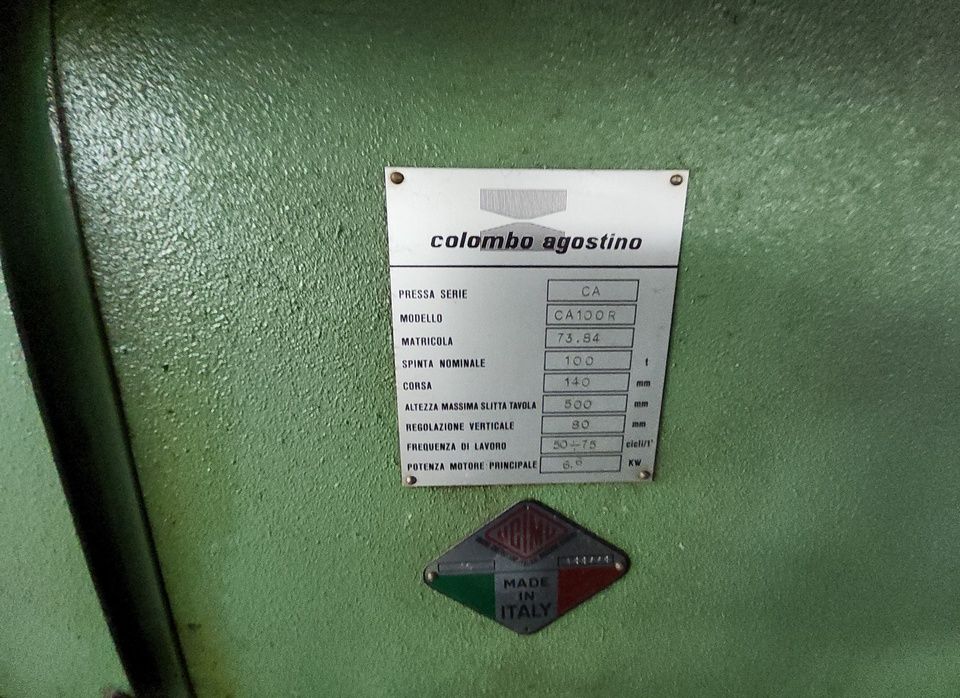 colombo agostino
PRESSA SERIE CA
MODELLO CA100R
MATRICOLA 73.84
SPINTA NOMINALE 100 t
CORSA 140 mm
ALTEZZA MASSIMA SLITTA TAVOLA 500 mm
REGOLAZIONE VERTICALE 80 mm
FREQUENZA DI LAVORO 50÷75 cicli/1'
POTENZA MOTORE PRINCIPALE KW
UCIMU
MADE
IN
ITALY